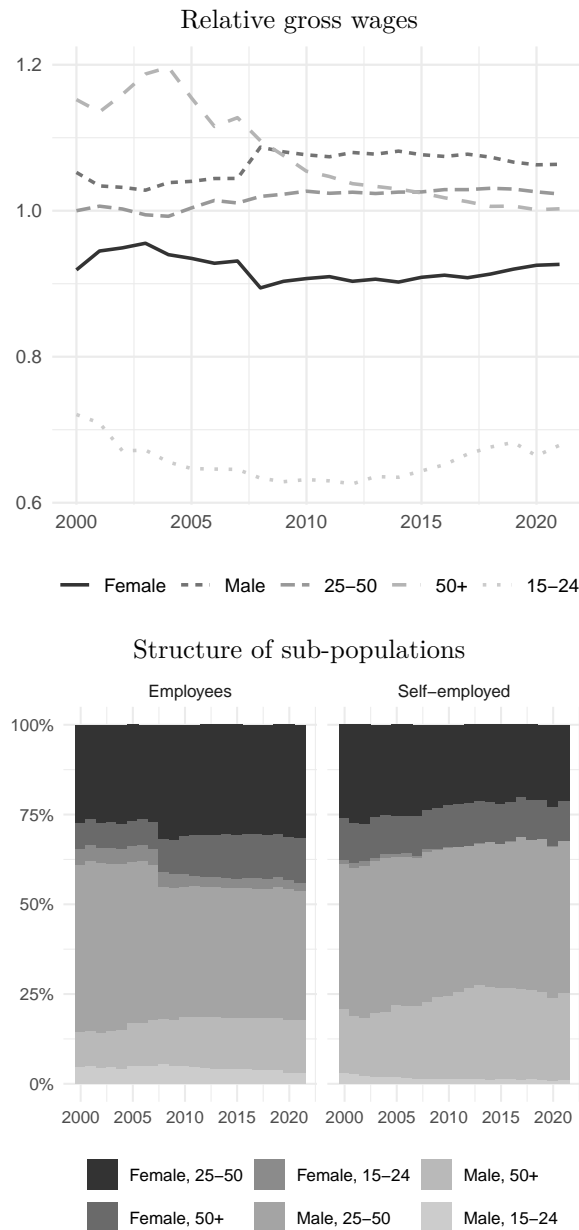 Relative gross wages
1.2
1.0
0.8
0.6
2000 2005 2010 2015 2020
Female Male 25−50 50+ 15−24
Structure of sub-populations
Employees Self−employed
100%
75%
50%
25%
0%
2000 2005 2010 2015 2020 2000 2005 2010 2015 2020
Female, 25−50 Female, 15−24 Male, 50+
Female, 50+ Male, 25−50 Male, 15−24